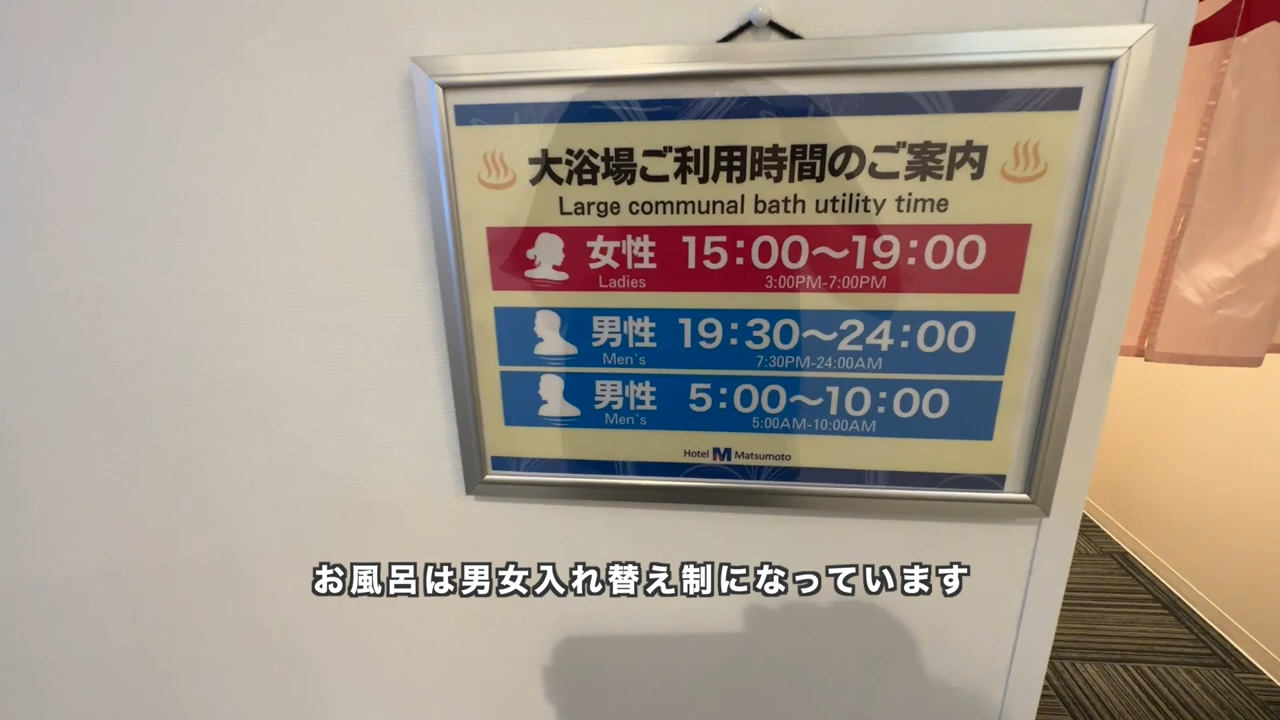 大浴場ご利用時間のご案内
Large communal bath utility time
女性 15:00〜19:00
Ladies 3:00PM-7:00PM
男性 19:30〜24:00
Men`s 7:30PM-24:00AM
男性 5:00〜10:00
Men`s 5:00AM-10:00AM
Hotel M Matsumoto
お風呂は男女入れ替え制になっています